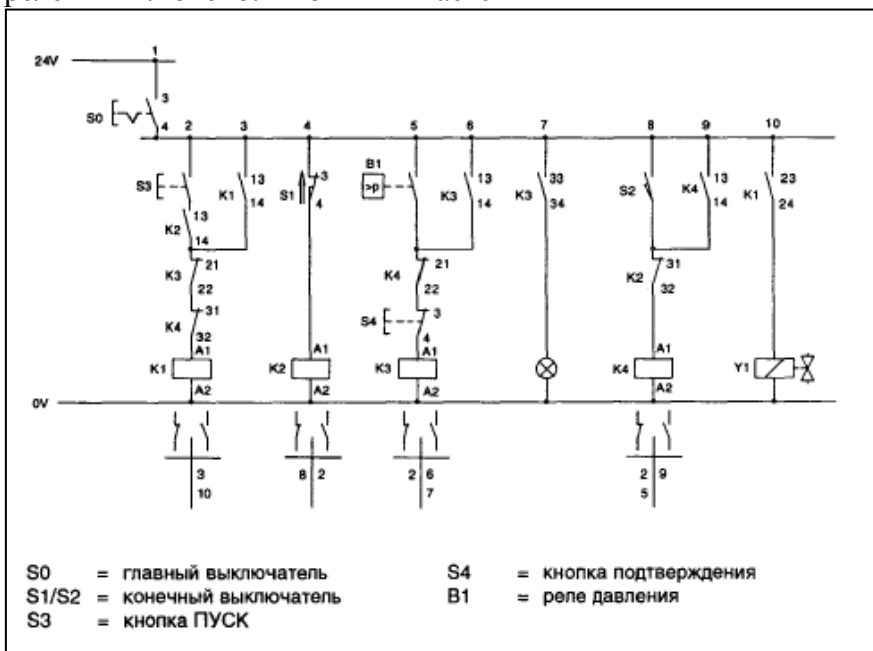 1
24V
3
S0
4
2
3
4
5
6
7
8
9
10
S3
K1
13
14
S1
3
4
B1
>p
K3
13
14
K3
33
34
S2
K4
13
14
K1
23
24
K2
13
14
K3
21
22
K4
21
22
K2
31
32
K4
31
32
S4
3
4
K1
A1
A2
K2
A1
A2
K3
A1
A2
K4
A1
A2
Y1
0V
3
10
8
2
2
6
7
2
9
5
S0 = главный выключатель
S1/S2 = конечный выключатель
S3 = кнопка ПУСК
S4 = кнопка подтверждения
B1 = реле давления